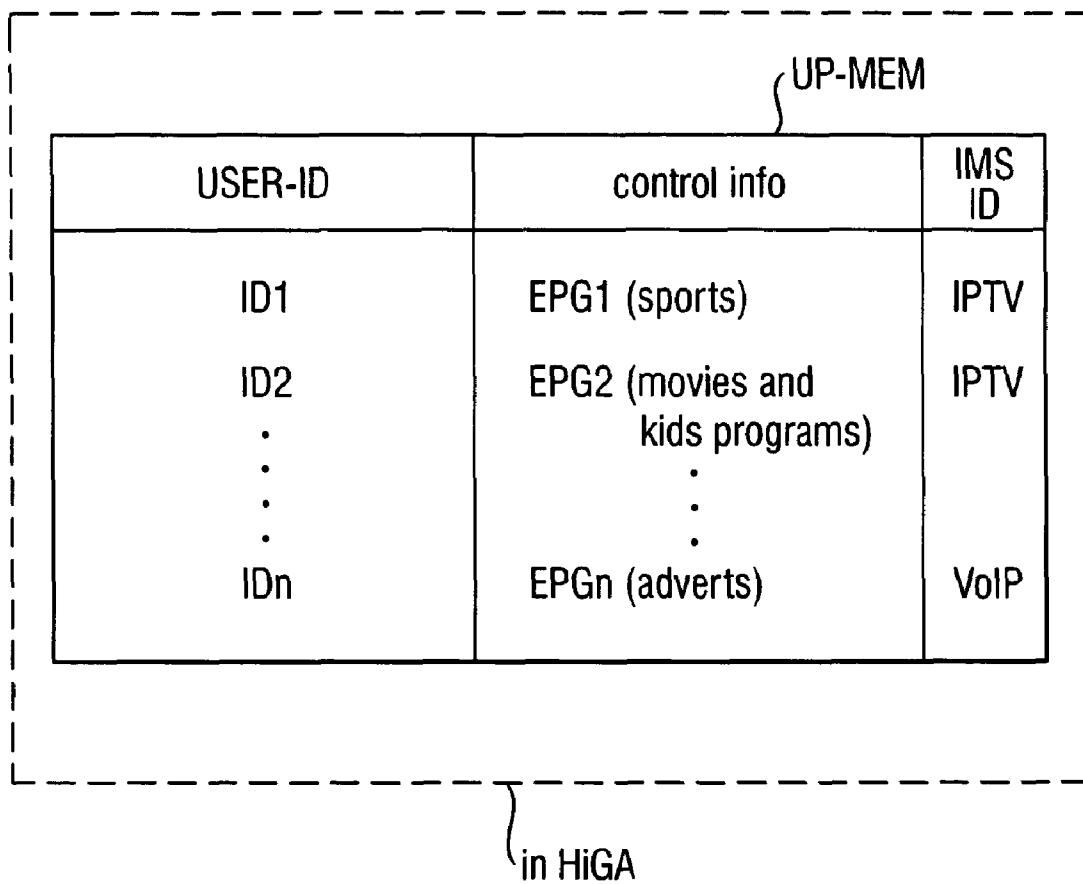 UP-MEM
USER-ID control info IMS ID
ID1 EPG1 (sports) IPTV
ID2 EPG2 (movies and kids programs) IPTV
IDn EPGn (adverts) VoIP
in HiGA